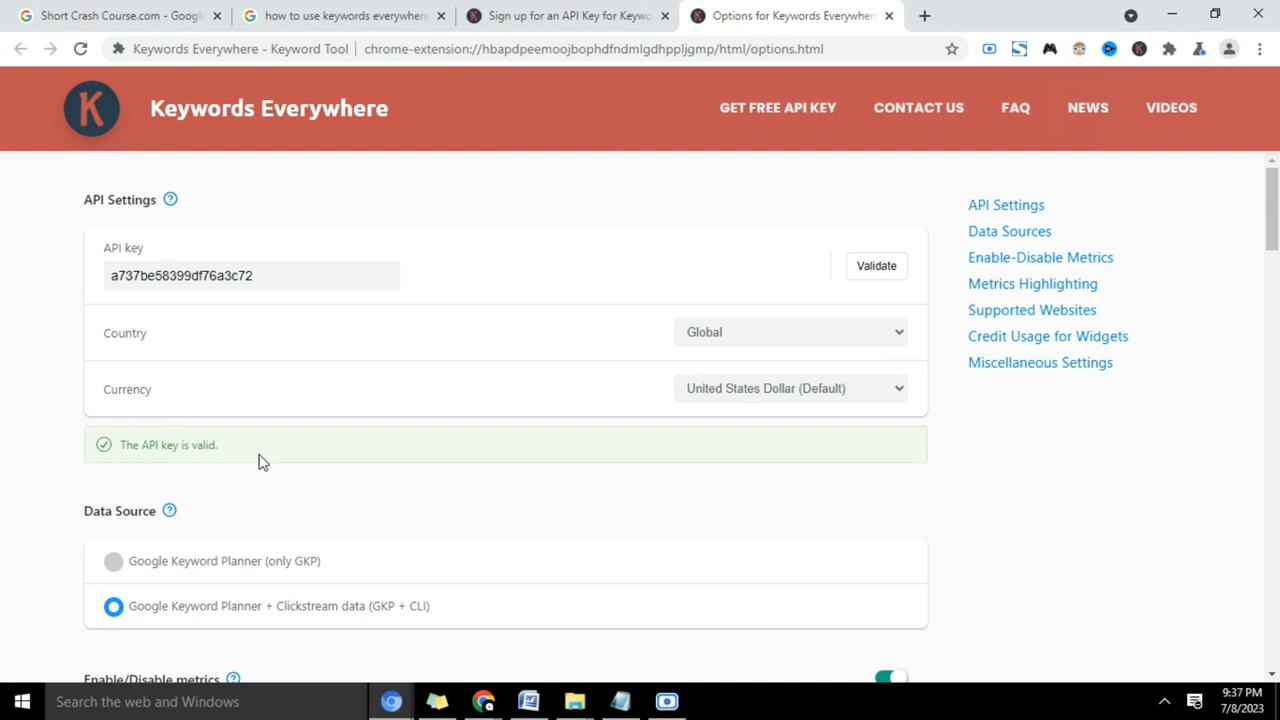 Short Crash Course.com - Google
how to use keywords everywhere
Sign up for an API Key for Keywo
Options for Keywords Everywhere
Keywords Everywhere - Keyword Tool
chrome-extension://hbapdpeemoojbophdfndmlgdhppljgmp/html/options.html
K
Keywords Everywhere
GET FREE API KEY
CONTACT US
FAQ
NEWS
VIDEOS
API Settings
API key
a737be58399df76a3c72
Validate
Country
Global
Currency
United States Dollar (Default)
The API key is valid.
Data Source
Google Keyword Planner (only GKP)
Google Keyword Planner + Clickstream data (GKP + CLI)
Enable/Disable metrics
API Settings
Data Sources
Enable-Disable Metrics
Metrics Highlighting
Supported Websites
Credit Usage for Widgets
Miscellaneous Settings
Search the web and Windows
9:37 PM
7/8/2023